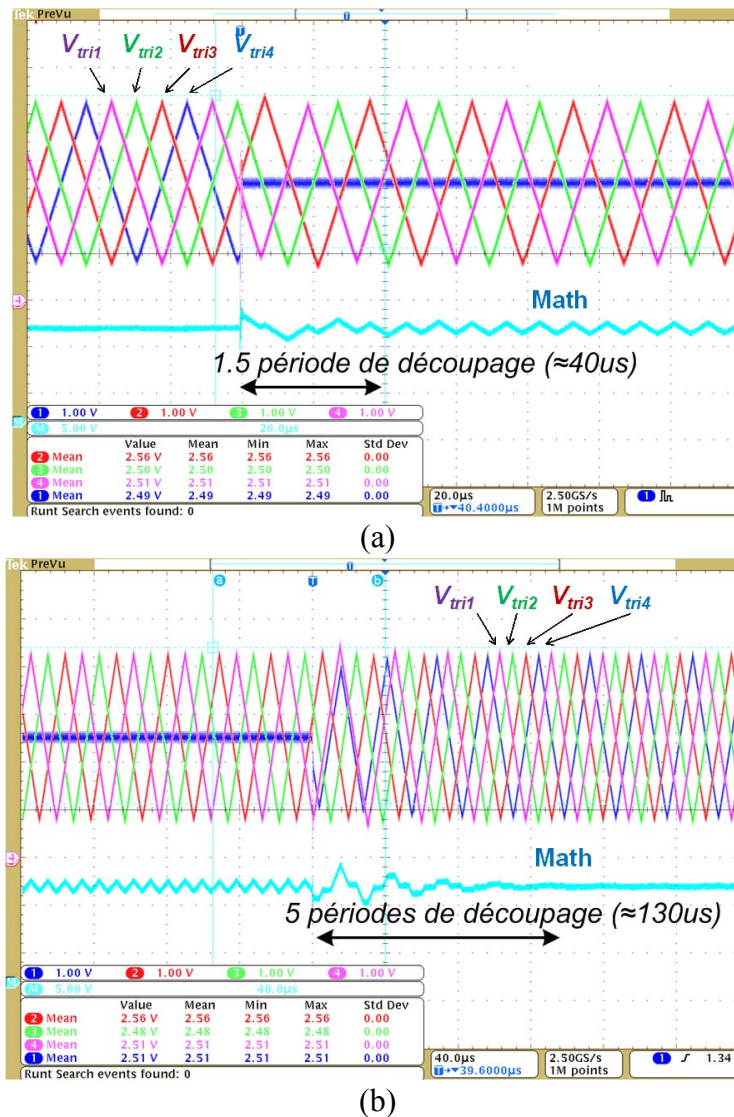 Tek PreVu
T
T
Vtri1 Vtri2 Vtri3 Vtri4
4
Math
1.5 période de découpage (≈40us)
1 1.00 V 2 1.00 V 3 1.00 V 4 1.00 V
M 5.00 V 20.0µs
M
Value Mean Min Max Std Dev
2 Mean 2.56 V 2.56 2.56 2.56 0.00
3 Mean 2.50 V 2.50 2.50 2.50 0.00
4 Mean 2.51 V 2.51 2.51 2.51 0.00
1 Mean 2.49 V 2.49 2.49 2.49 0.00
Runt Search events found: 0
20.0µs
T→▼40.4000µs
2.50GS/s
1M points
1
(a)
Tek PreVu
T
a T b
Vtri1 Vtri2 Vtri3 Vtri4
4
Math
5 périodes de découpage (≈130us)
1 1.00 V 2 1.00 V 3 1.00 V 4 1.00 V
M 5.00 V 40.0µs
M
Value Mean Min Max Std Dev
2 Mean 2.56 V 2.56 2.56 2.56 0.00
3 Mean 2.48 V 2.48 2.48 2.48 0.00
4 Mean 2.51 V 2.51 2.51 2.51 0.00
1 Mean 2.51 V 2.51 2.51 2.51 0.00
Runt Search events found: 0
40.0µs
T→▼39.6000µs
2.50GS/s
1M points
1 1.34
(b)